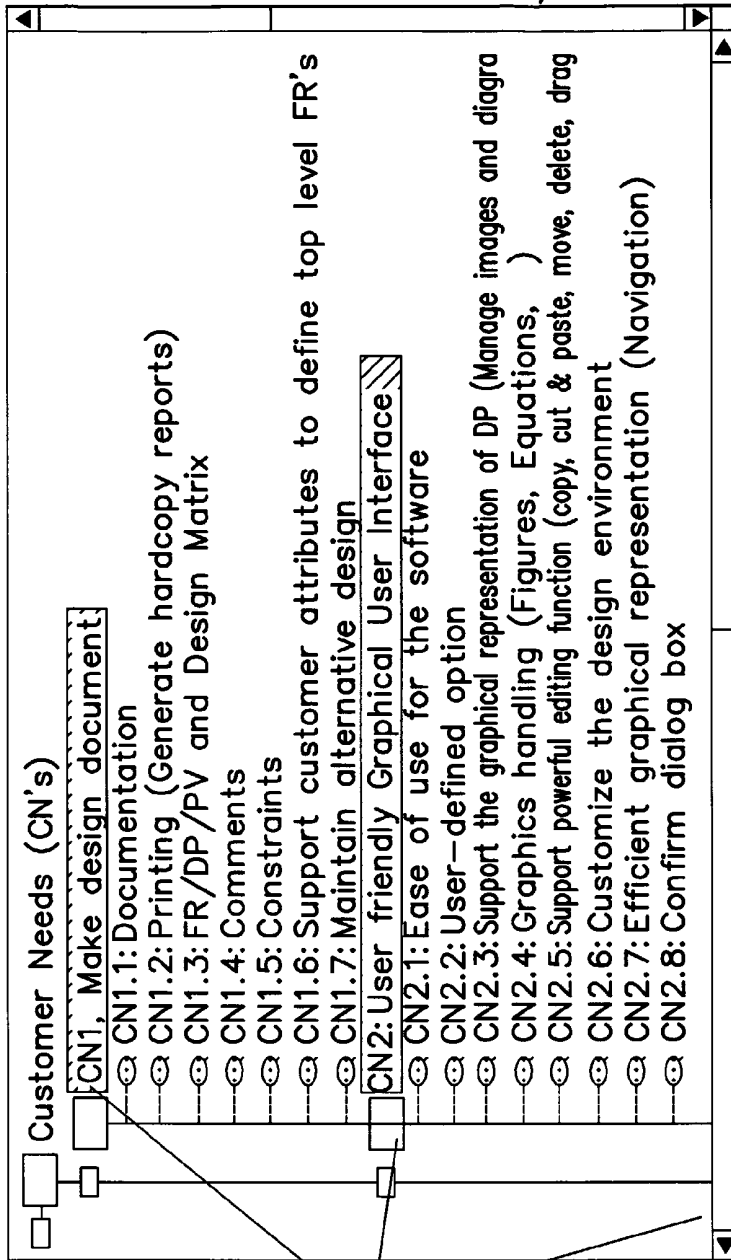 Customer Needs (CN's)
CN1, Make design document
CN1.1: Documentation
CN1.2: Printing (Generate hardcopy reports)
CN1.3: FR/DP/PV and Design Matrix
CN1.4: Comments
CN1.5: Constraints
CN1.6: Support customer attributes to define top level FR's
CN1.7: Maintain alternative design
CN2: User friendly Graphical User Interface
CN2.1: Ease of use for the software
CN2.2: User-defined option
CN2.3: Support the graphical representation of DP (Manage images and diagra
CN2.4: Graphics handling (Figures, Equations, )
CN2.5: Support powerful editing function (copy, cut & paste, move, delete, drag
CN2.6: Customize the design environment
CN2.7: Efficient graphical representation (Navigation)
CN2.8: Confirm dialog box